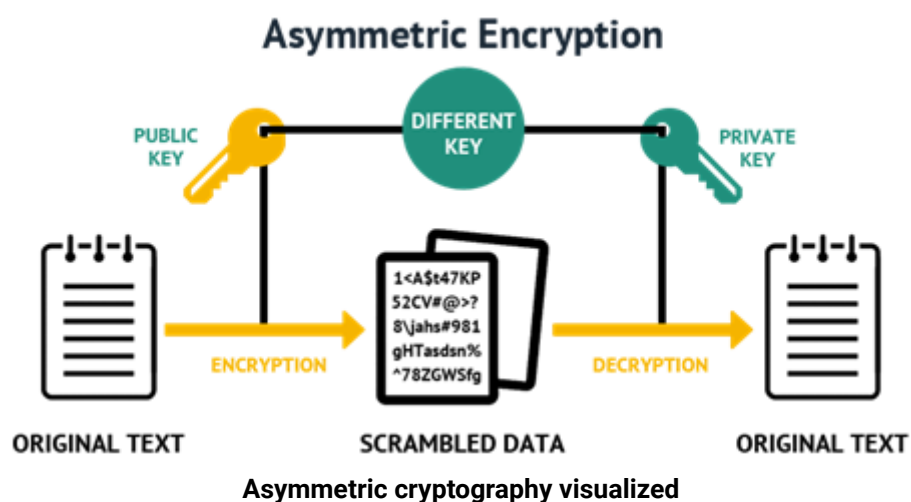 Asymmetric Encryption
PUBLIC
KEY
DIFFERENT
KEY
PRIVATE
KEY
1<A$t47KP
52CV#@>?
8\jahs#981
gHTasdsn%
^78ZGWSfg
ENCRYPTION
DECRYPTION
ORIGINAL TEXT
SCRAMBLED DATA
ORIGINAL TEXT
Asymmetric cryptography visualized